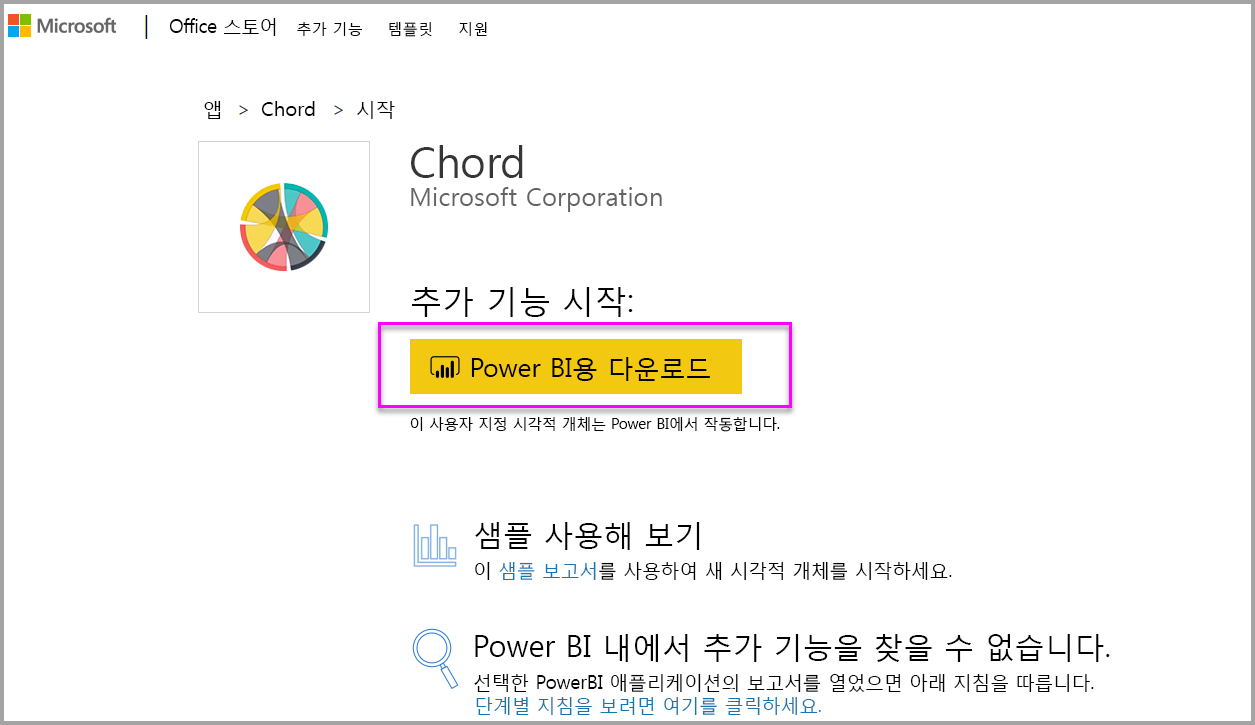 Microsoft | Office 스토어 추가 기능 템플릿 지원
앱 > Chord > 시작
Chord
Microsoft Corporation
추가 기능 시작:
Power BI용 다운로드
이 사용자 지정 시각적 개체는 Power BI에서 작동합니다.
샘플 사용해 보기
이 샘플 보고서를 사용하여 새 시각적 개체를 시작하세요.
Power BI 내에서 추가 기능을 찾을 수 없습니다.
선택한 PowerBI 애플리케이션의 보고서를 열었으면 아래 지침을 따릅니다.
단계별 지침을 보려면 여기를 클릭하세요.